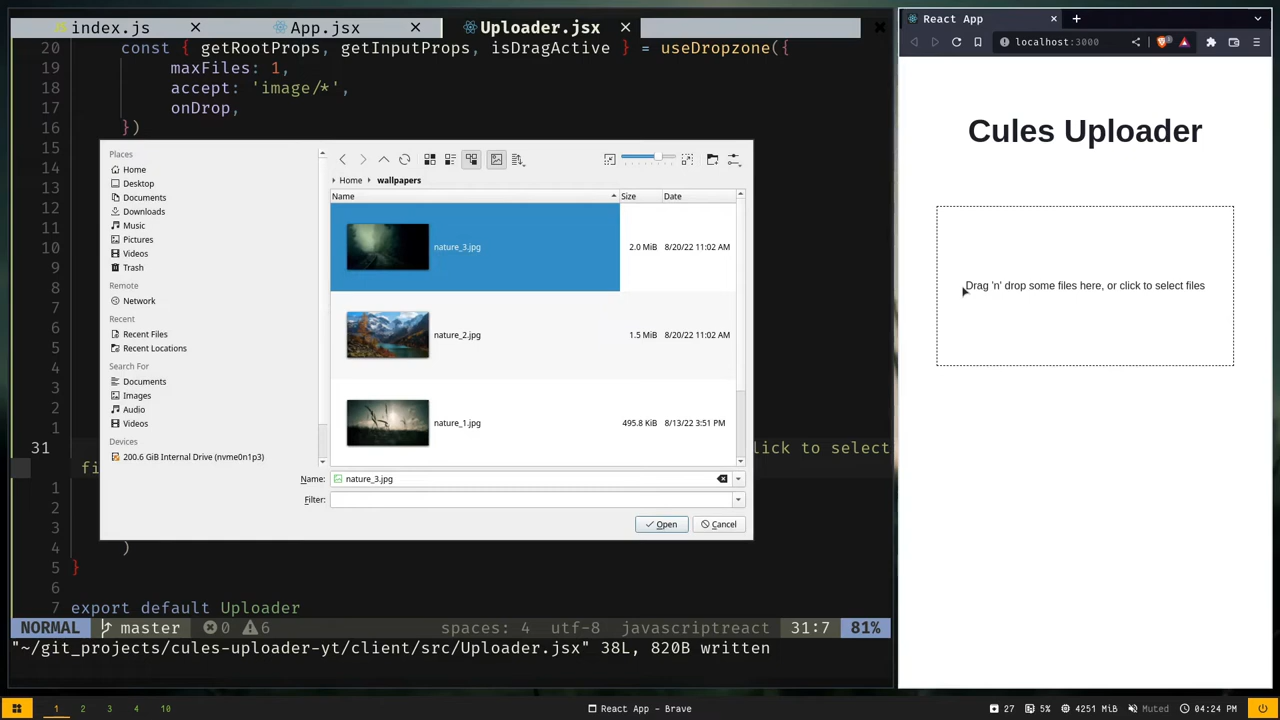 index.js
App.jsx
Uploader.jsx
20 const { getRootProps, getInputProps, isDragActive } = useDropzone({
19 maxFiles: 1,
18 accept: 'image/*',
17 onDrop,
16 })
15
14
13
12
11
10
9
8
7
6
5
4
3
2
1
31 lick to select
fi
1
2
3
4 )
5 }
6
7 export default Uploader
NORMAL master 0 6 spaces: 4 utf-8 javascriptreact 31:7 81%
"~/git_projects/cules-uploader-yt/client/src/Uploader.jsx" 38L, 820B written
Places
Home
Desktop
Documents
Downloads
Music
Pictures
Videos
Trash
Remote
Network
Recent
Recent Files
Recent Locations
Search For
Documents
Images
Audio
Videos
Devices
200.6 GiB Internal Drive (nvme0n1p3)
Home wallpapers
Name Size Date
nature_3.jpg 2.0 MiB 8/20/22 11:02 AM
nature_2.jpg 1.5 MiB 8/20/22 11:02 AM
nature_1.jpg 495.8 KiB 8/13/22 3:51 PM
Name: nature_3.jpg
Filter:
Open Cancel
React App
localhost:3000
Cules Uploader
Drag 'n' drop some files here, or click to select files
1 2 3 4 10 React App - Brave 27 5% 4251 MiB Muted 04:24 PM